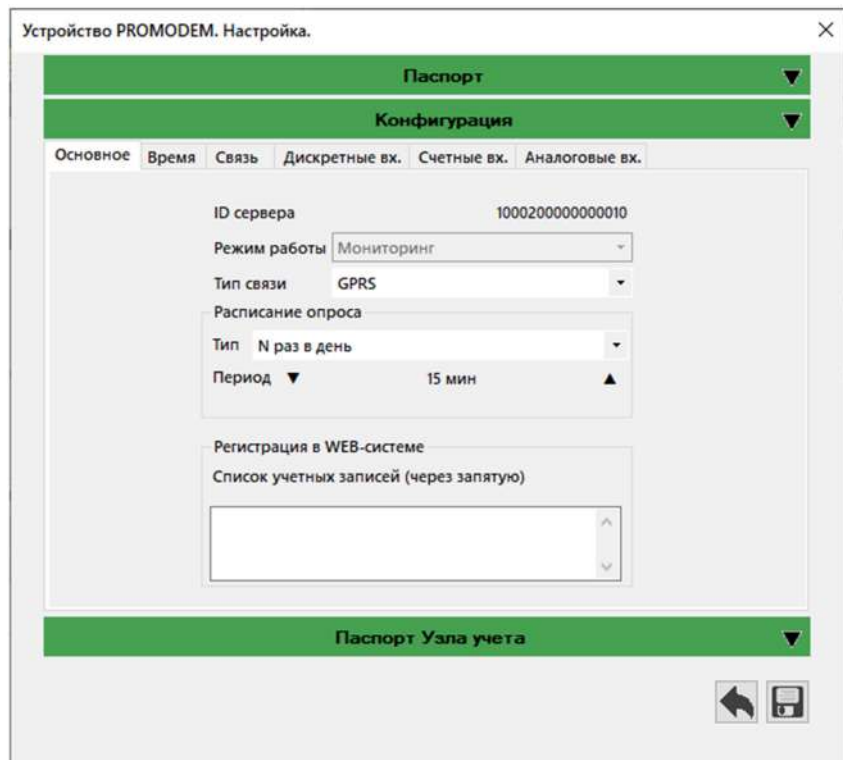 Устройство PROMODEM. Настройка.
Паспорт
Конфигурация
Основное Время Связь Дискретные вх. Счетные вх. Аналоговые вх.
ID сервера 1000200000000010
Режим работы Мониторинг
Тип связи GPRS
Расписание опроса
Тип N раз в день
Период 15 мин
Регистрация в WEB-системе
Список учетных записей (через запятую)
Паспорт Узла учета